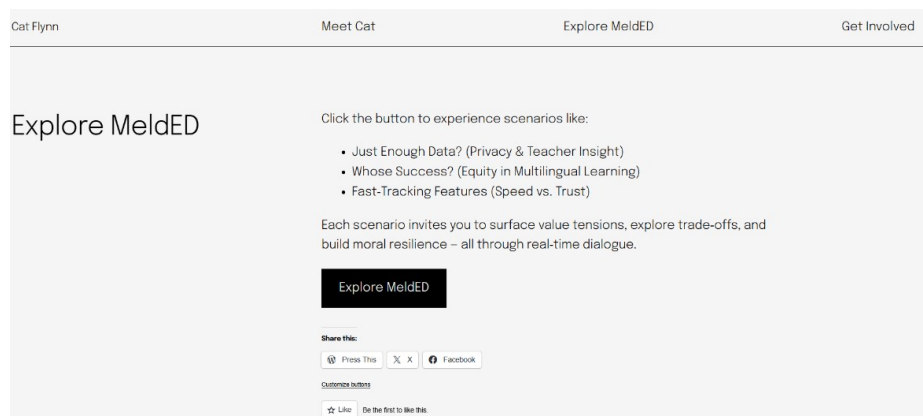 Cat Flynn
Meet Cat
Explore MeldED
Get Involved
Explore MeldED
Click the button to experience scenarios like:
• Just Enough Data? (Privacy & Teacher Insight)
• Whose Success? (Equity in Multilingual Learning)
• Fast-Tracking Features (Speed vs. Trust)
Each scenario invites you to surface value tensions, explore trade-offs, and
build moral resilience – all through real-time dialogue.
Explore MeldED
Share this:
Press This
X
Facebook
Customize buttons
Like
Be the first to like this.